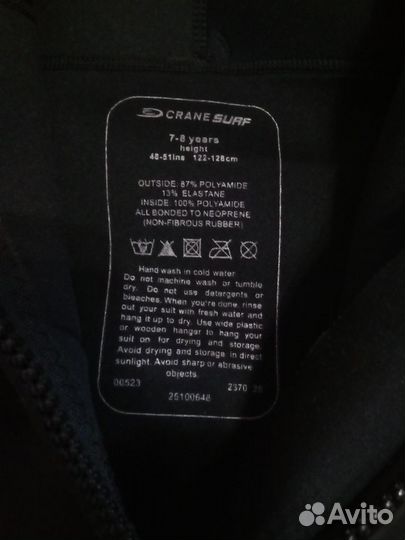 CRANE SURF
7-8 years
height
48-51ins 122-128cm
OUTSIDE: 87% POLYAMIDE
13% ELASTANE
INSIDE: 100% POLYAMIDE
ALL BONDED TO NEOPRENE
(NON-FIBROUS RUBBER)
Hand wash in cold water
Do not machine wash or tumble
dry. Do not use detergents or
bleaches. When you're done, rinse
out your suit with fresh water and
hang it up to dry. Use wide plastic
or wooden hanger to hang your
suit on for drying and storage.
Avoid drying and storage in direct
sunlight. Avoid sharp or abrasive
objects.
00523 2370
25100648
Avito